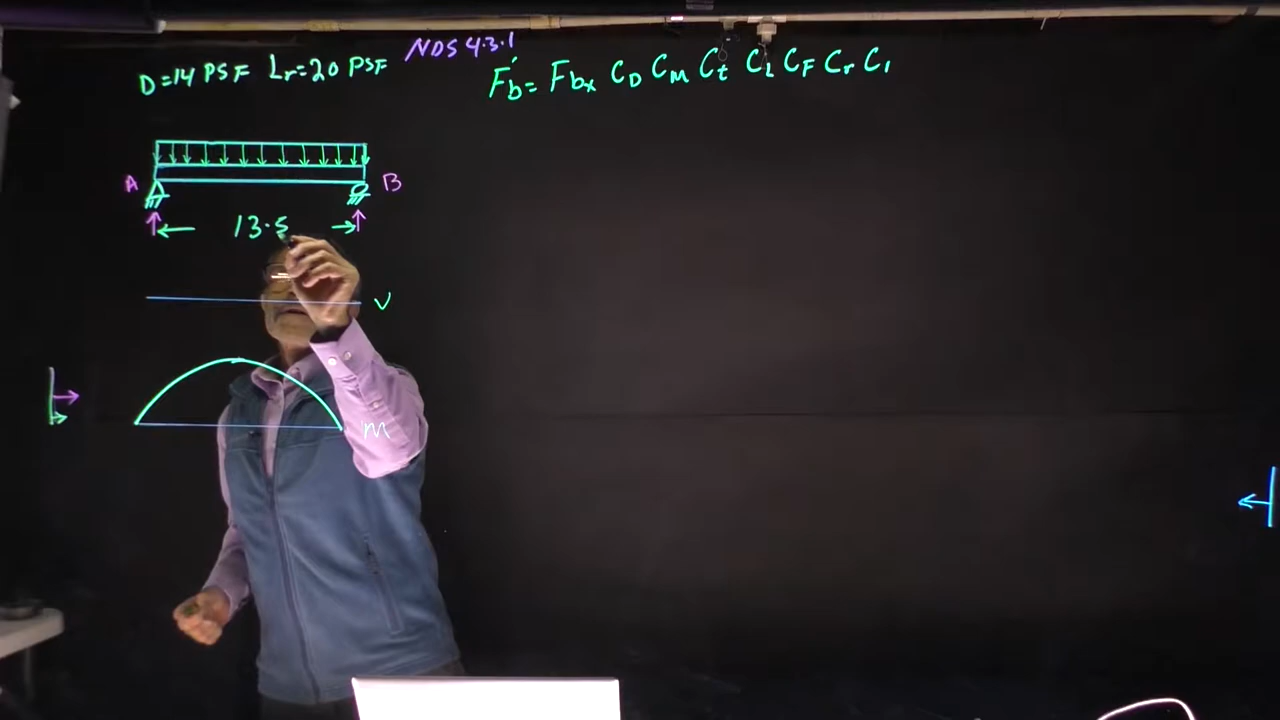 D=14 PSF Lr=20 PSF
NDS 4.3.1
F'b= Fbx CD CM Ct CL CF Cr Ci
A B
13.5
V
M